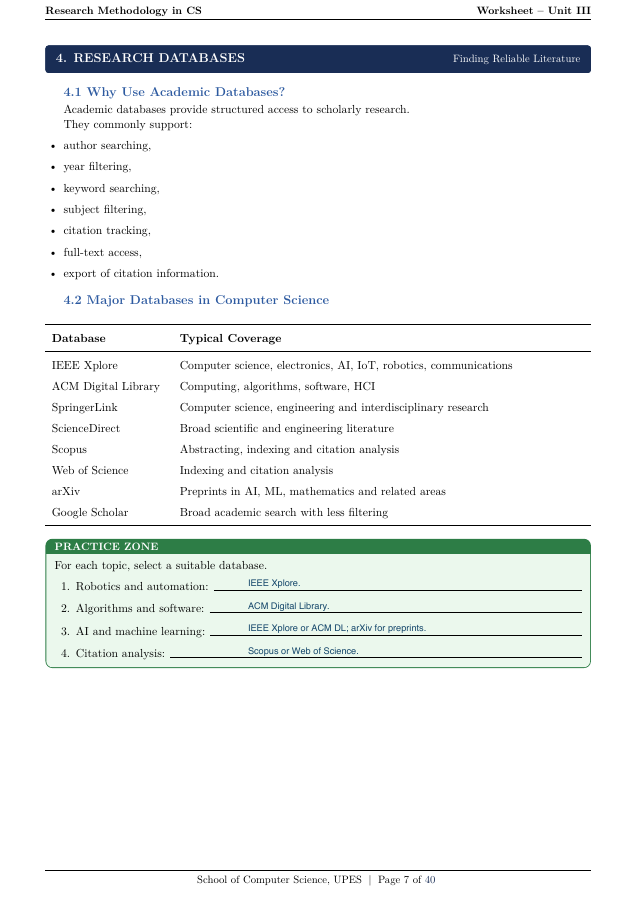 Research Methodology in CS Worksheet – Unit III
4. RESEARCH DATABASES Finding Reliable Literature
4.1 Why Use Academic Databases?
Academic databases provide structured access to scholarly research.
They commonly support:
• author searching,
• year filtering,
• keyword searching,
• subject filtering,
• citation tracking,
• full-text access,
• export of citation information.
4.2 Major Databases in Computer Science
Database Typical Coverage
IEEE Xplore Computer science, electronics, AI, IoT, robotics, communications
ACM Digital Library Computing, algorithms, software, HCI
SpringerLink Computer science, engineering and interdisciplinary research
ScienceDirect Broad scientific and engineering literature
Scopus Abstracting, indexing and citation analysis
Web of Science Indexing and citation analysis
arXiv Preprints in AI, ML, mathematics and related areas
Google Scholar Broad academic search with less filtering
PRACTICE ZONE
For each topic, select a suitable database.
1. Robotics and automation: IEEE Xplore.
2. Algorithms and software: ACM Digital Library.
3. AI and machine learning: IEEE Xplore or ACM DL; arXiv for preprints.
4. Citation analysis: Scopus or Web of Science.
School of Computer Science, UPES | Page 7 of 40